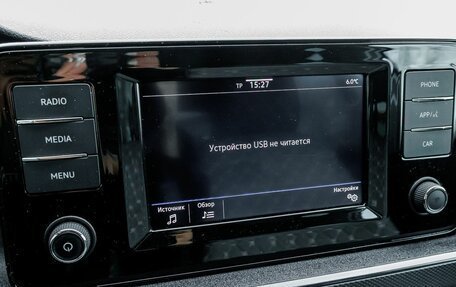 TP 15:27 6.0°C
RADIO
PHONE
MEDIA
APP/
MENU
CAR
Устройство USB не читается
Источник
Обзор
Настройки